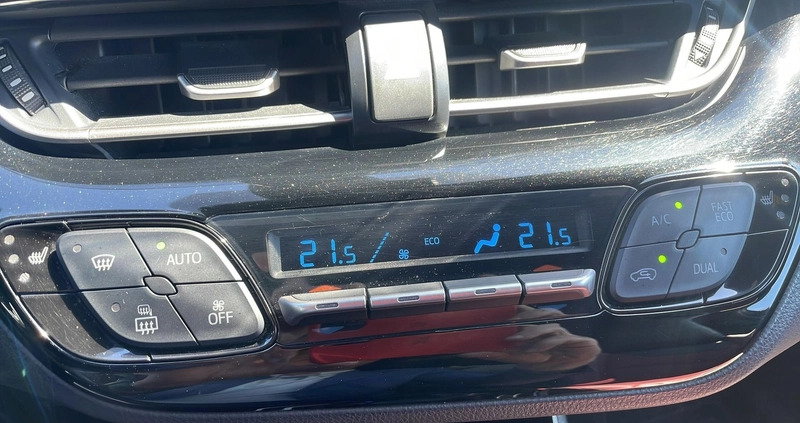 AUTO
OFF
21.5
ECO
21.5
A/C
FAST
ECO
DUAL